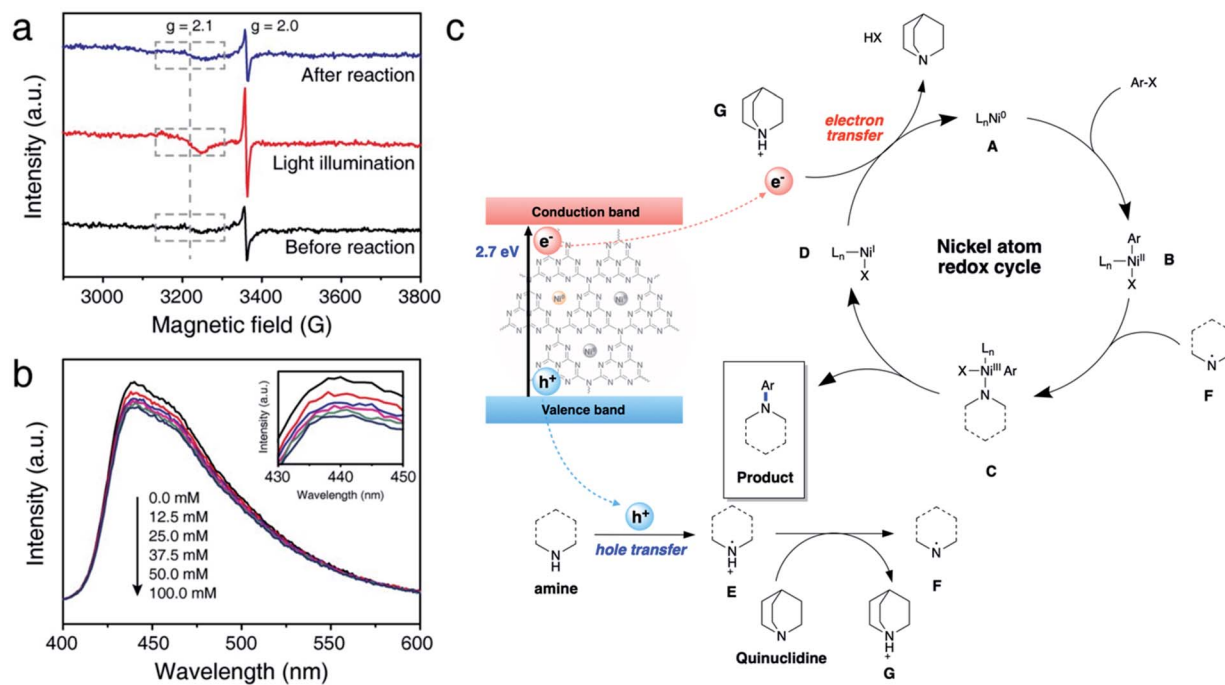 a
g = 2.1
g = 2.0
After reaction
Light illumination
Before reaction
Intensity (a.u.)
3000
3200
3400
3600
3800
Magnetic field (G)
b
Intensity (a.u.)
0.0 mM
12.5 mM
25.0 mM
37.5 mM
50.0 mM
100.0 mM
400
450
500
550
600
Wavelength (nm)
Intensity (a.u.)
430
440
450
Wavelength (nm)
c
HX
N
G
N
H
+
electron
transfer
e-
LnNi0
A
Ar-X
Conduction band
e-
2.7 eV
h+
Valence band
Nickel atom
redox cycle
D
Ln
NiI
X
Ar
Ln
NiII
X
B
N
F
Ln
X
NiIII
Ar
N
C
Ar
N
Product
h+
hole transfer
N
H
amine
N
H
+
E
N
Quinuclidine
N
H
+
G
N
F